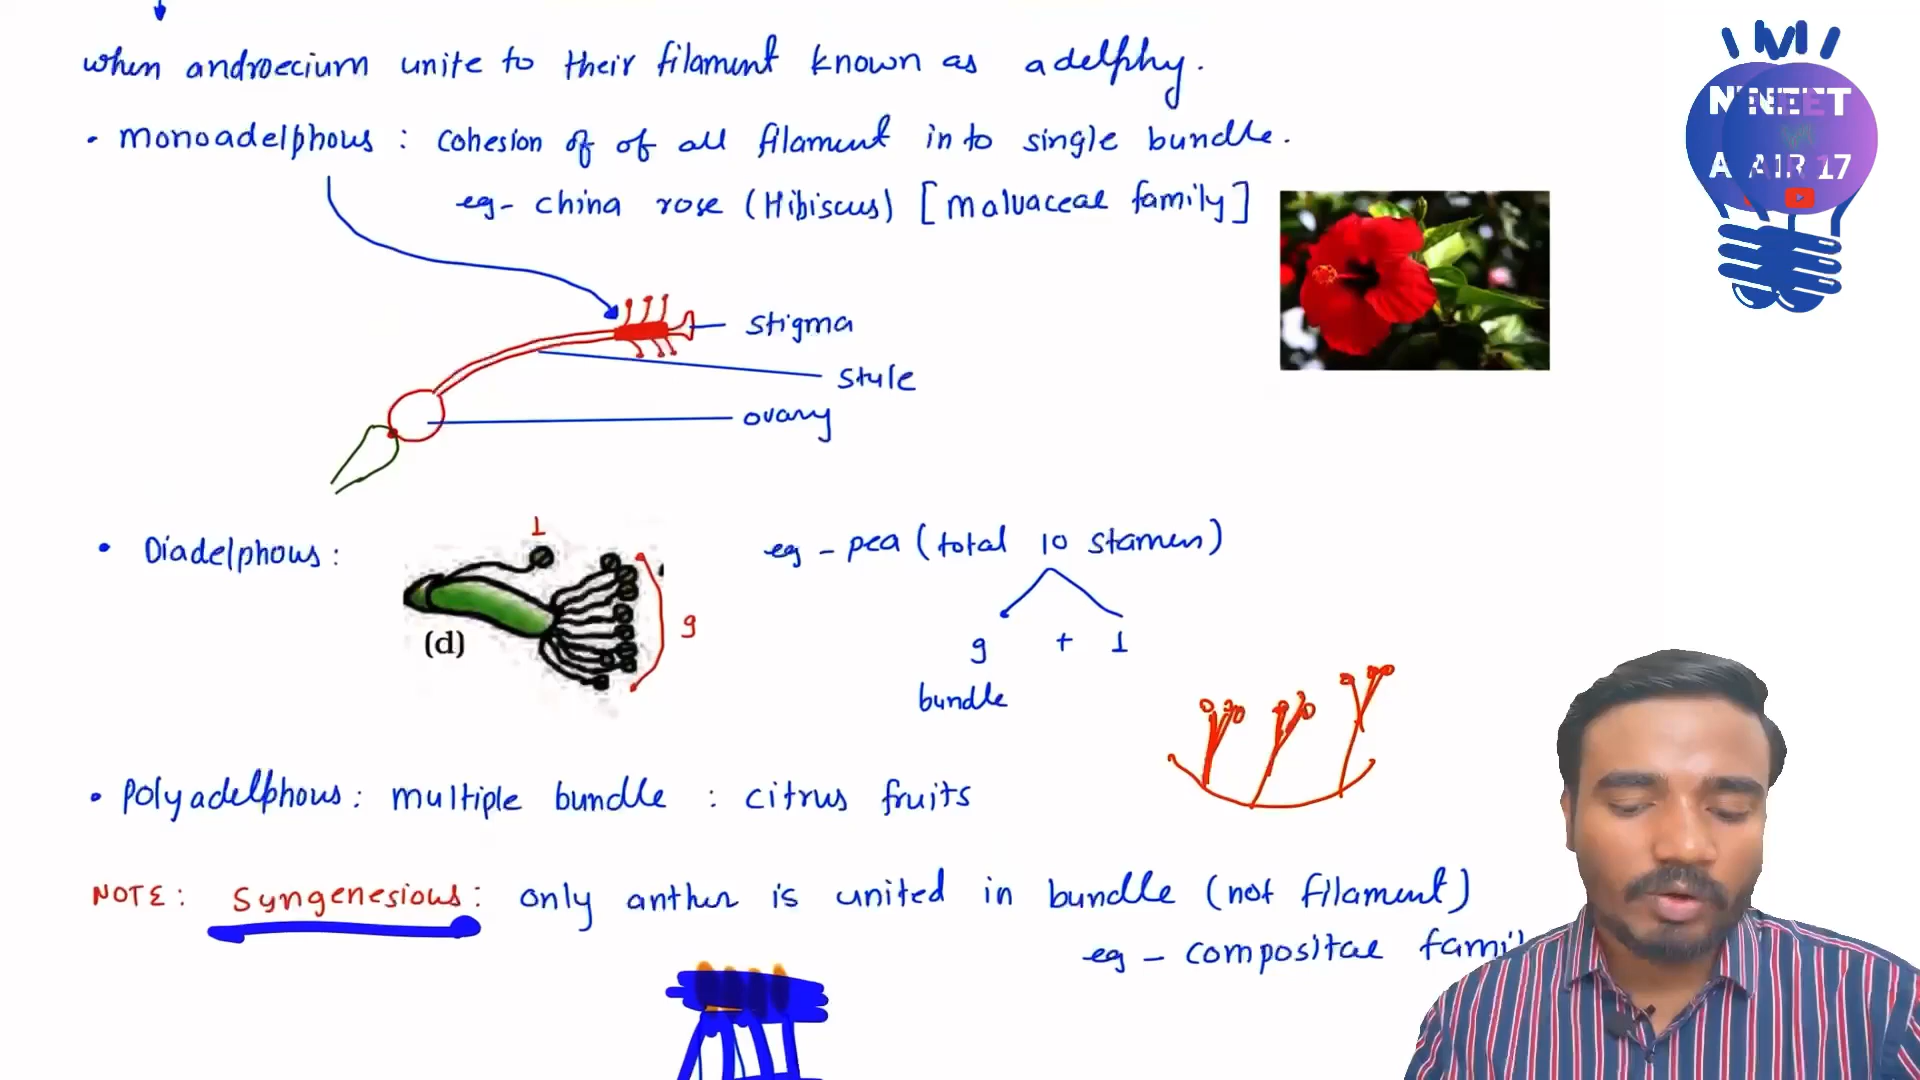 when androecium unite to their filament known as adelphy.
• monoadelphous : cohesion of of all filament in to single bundle.
eg- china rose (Hibiscus) [malvaceae family]
stigma
style
ovary
• Diadelphous :
1
9
(d)
eg - pea (total 10 stamen)
9 + 1
bundle
• polyadelphous : multiple bundle : citrus fruits
NOTE : Syngenesious : only anther is united in bundle (not filament)
eg - compositae
NEET
AIR 17